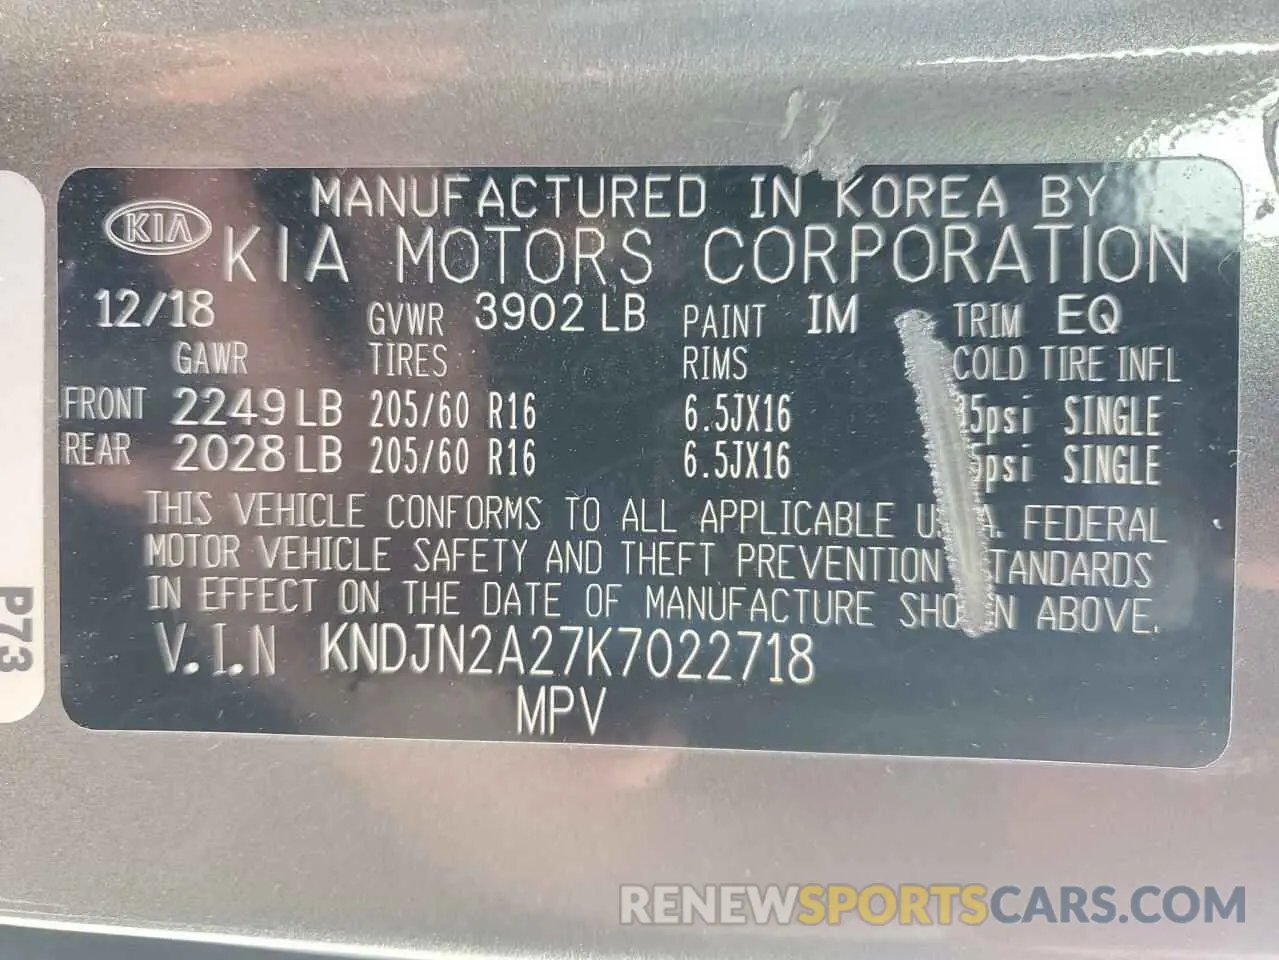 MANUFACTURED IN KOREA BY
KIA KIA MOTORS CORPORATION
12/18 GVWR 3902 LB PAINT IM TRIM EQ
GAWR TIRES RIMS COLD TIRE INFL
FRONT 2249 LB 205/60 R16 6.5JX16 SINGLE
REAR 2028 LB 205/60 R16 6.5JX16 SINGLE
THIS VEHICLE CONFORMS TO ALL APPLICABLE FEDERAL
MOTOR VEHICLE SAFETY AND THEFT PREVENTION STANDARDS
IN EFFECT ON THE DATE OF MANUFACTURE SHOWN ABOVE.
V.I.N KNDJN2A27K7022718
MPV
P73
RENEWSPORTSCARS.COM